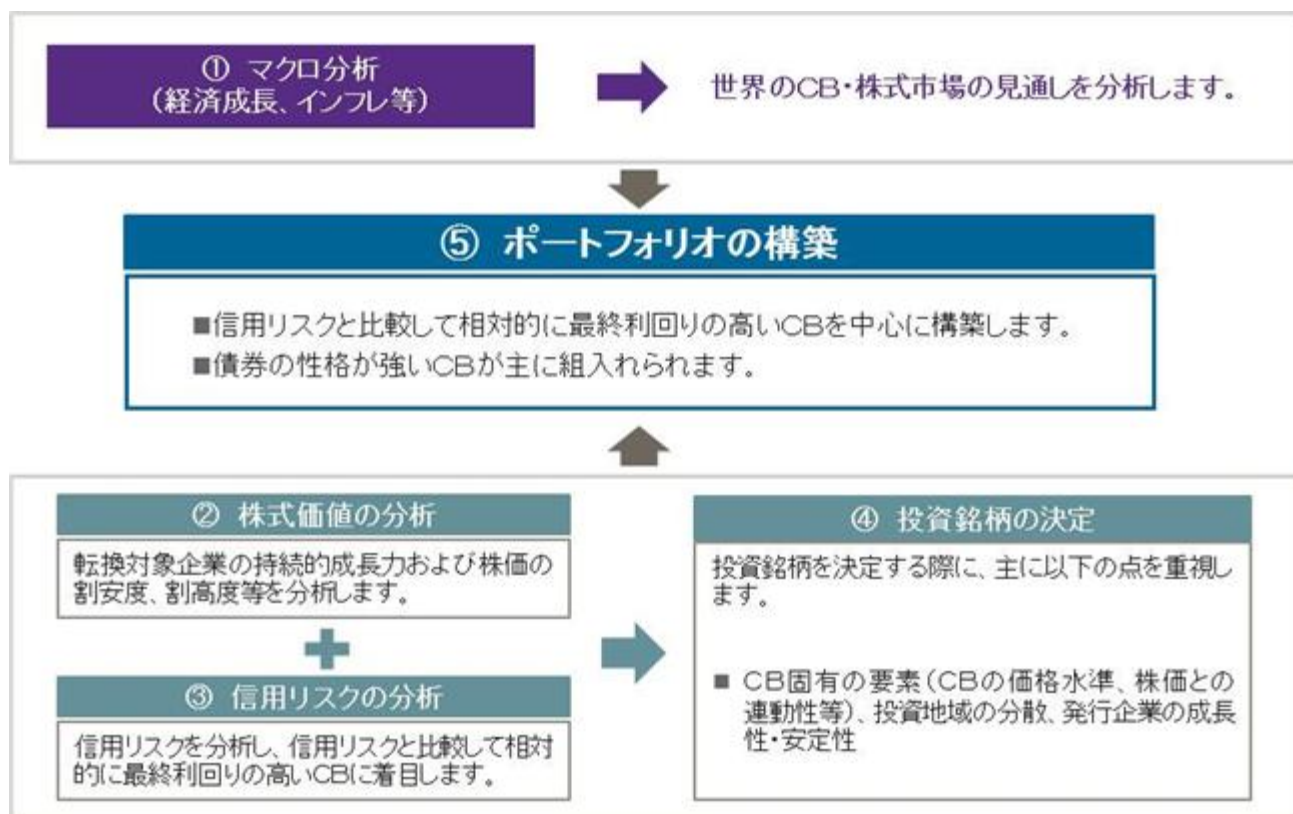 ① マクロ分析
(経済成長、インフレ等)
世界のCB・株式市場の見通しを分析します。
⑤ ポートフォリオの構築
■信用リスクと比較して相対的に最終利回りの高いCBを中心に構築します。
■債券の性格が強いCBが主に組入れられます。
② 株式価値の分析
転換対象企業の持続的成長力および株価の
割安度、割高度等を分析します。
③ 信用リスクの分析
信用リスクを分析し、信用リスクと比較して相対
的に最終利回りの高いCBに着目します。
④ 投資銘柄の決定
投資銘柄を決定する際に、主に以下の点を重視し
ます。
■ CB固有の要素(CBの価格水準、株価との
連動性等)、投資地域の分散、発行企業の成長
性・安定性